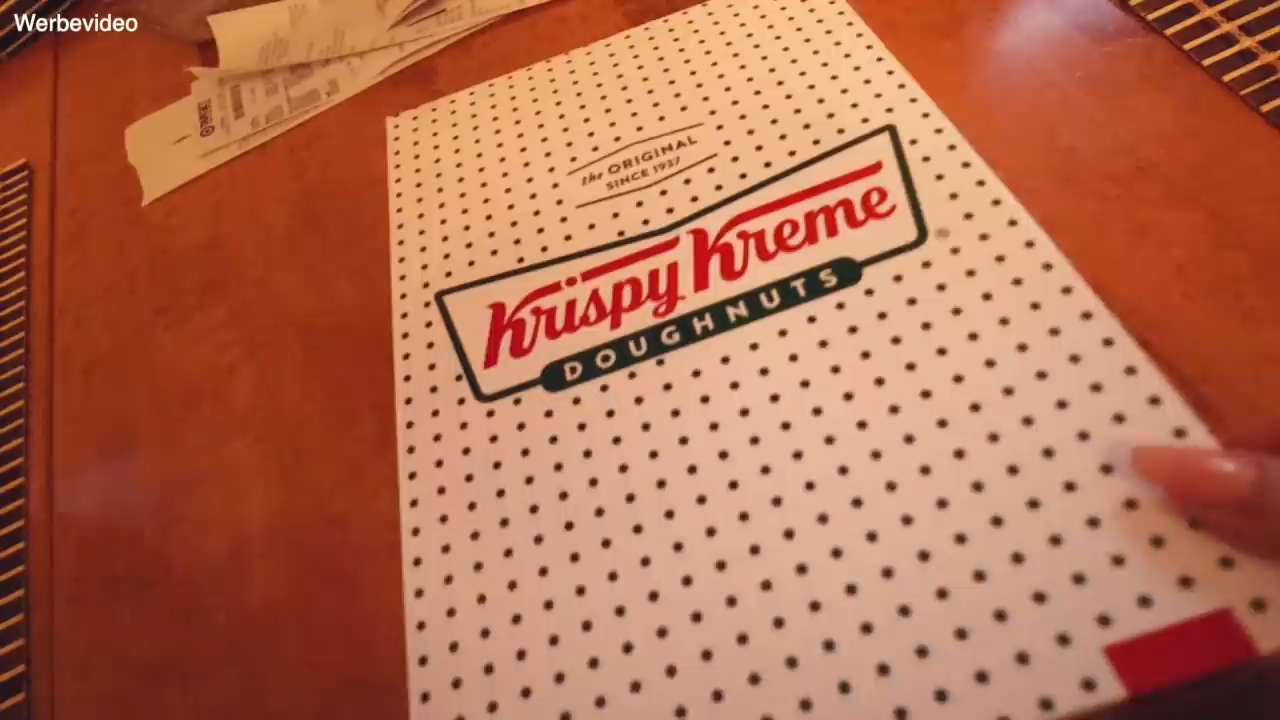 Werbevideo
the ORIGINAL
SINCE 1937
Krispy Kreme
DOUGHNUTS